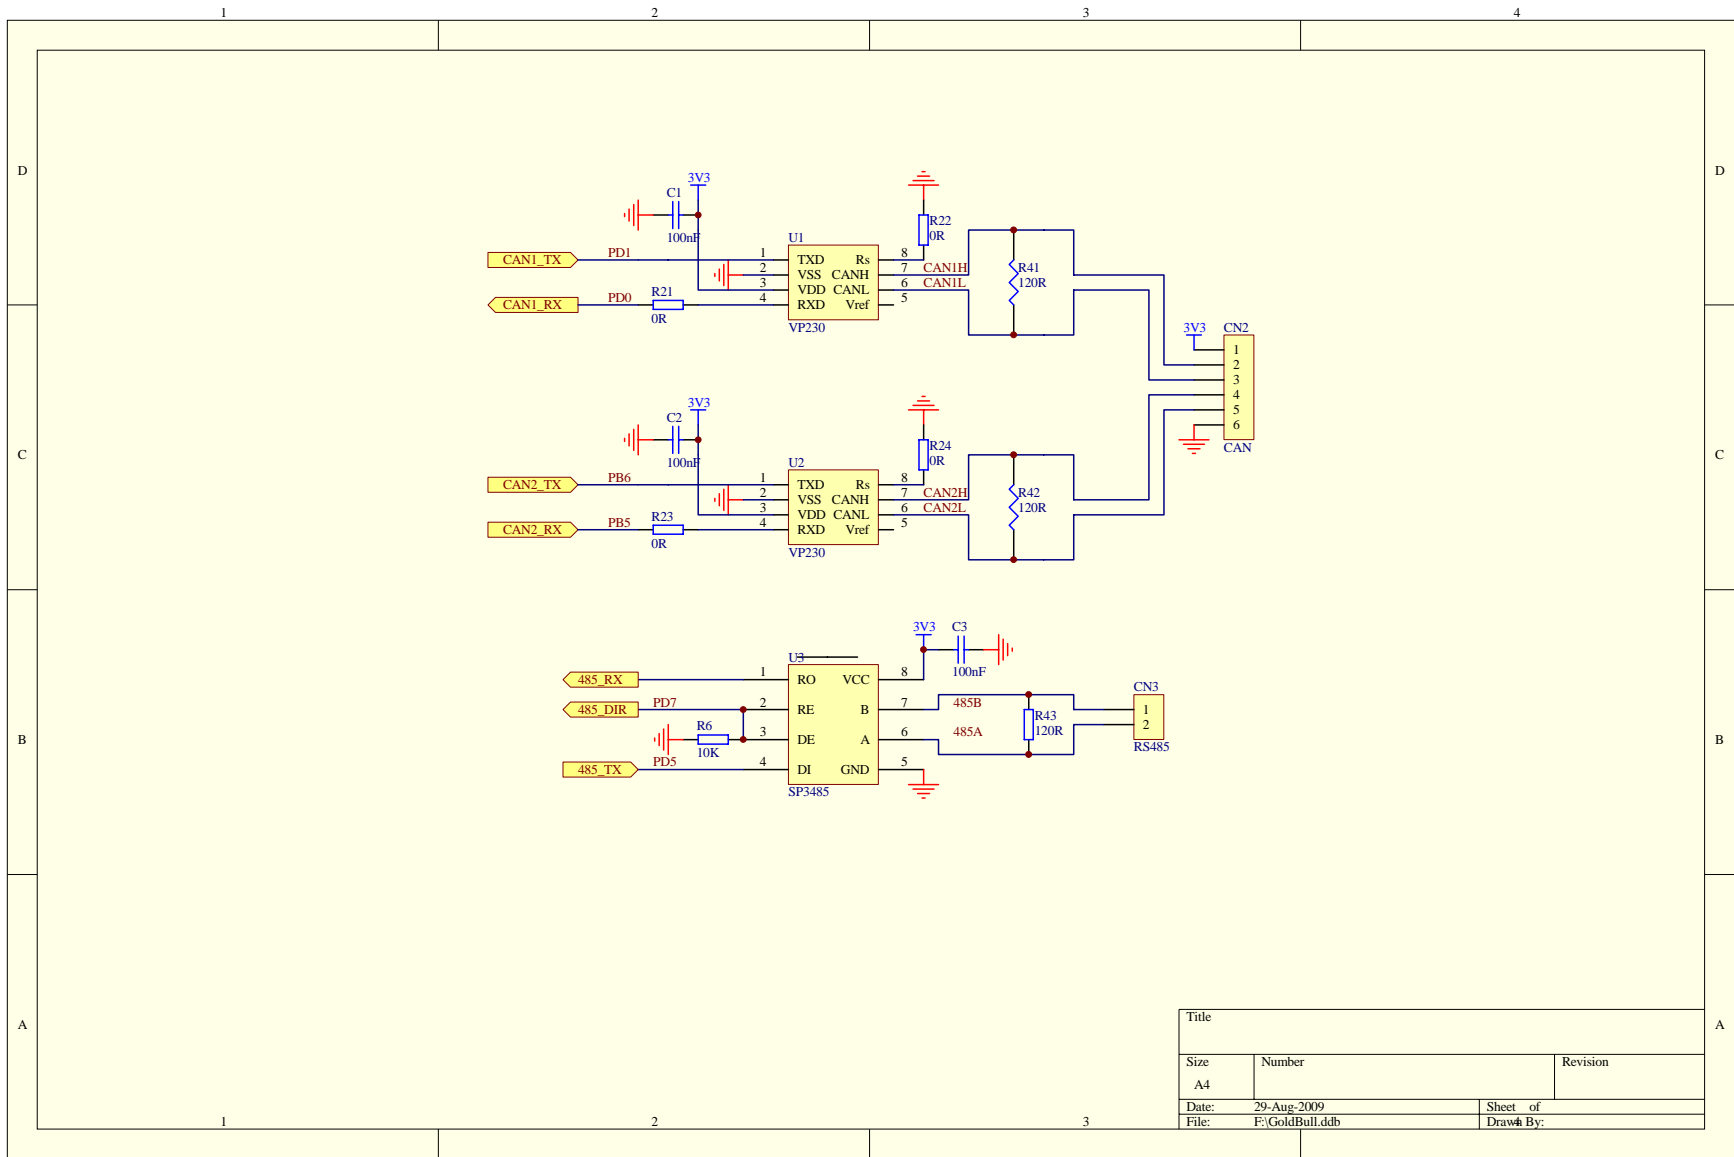 1 2 3 4
D D
3V3
C1
100nF
CAN1_TX PD1
CAN1_RX PD0
R21
0R
U1
1 TXD Rs 8
2 VSS CANH 7
3 VDD CANL 6
4 RXD Vref 5
VP230
R22
0R
CAN1H
CAN1L
R41
120R
3V3 CN2
1
2
3
4
5
6
CAN
C C
3V3
C2
100nF
CAN2_TX PB6
CAN2_RX PB5
R23
0R
U2
1 TXD Rs 8
2 VSS CANH 7
3 VDD CANL 6
4 RXD Vref 5
VP230
R24
0R
CAN2H
CAN2L
R42
120R
3V3 C3
100nF
485_RX
485_DIR PD7
R6
10K
485_TX PD5
U3
1 RO VCC 8
2 RE B 7
3 DE A 6
4 DI GND 5
SP3485
485B
485A
R43
120R
CN3
1
2
RS485
B B
A A
Title
Size Number Revision
A4
Date: 29-Aug-2009 Sheet of
File: F:\GoldBull.ddb Drawn By:
1 2 3 4